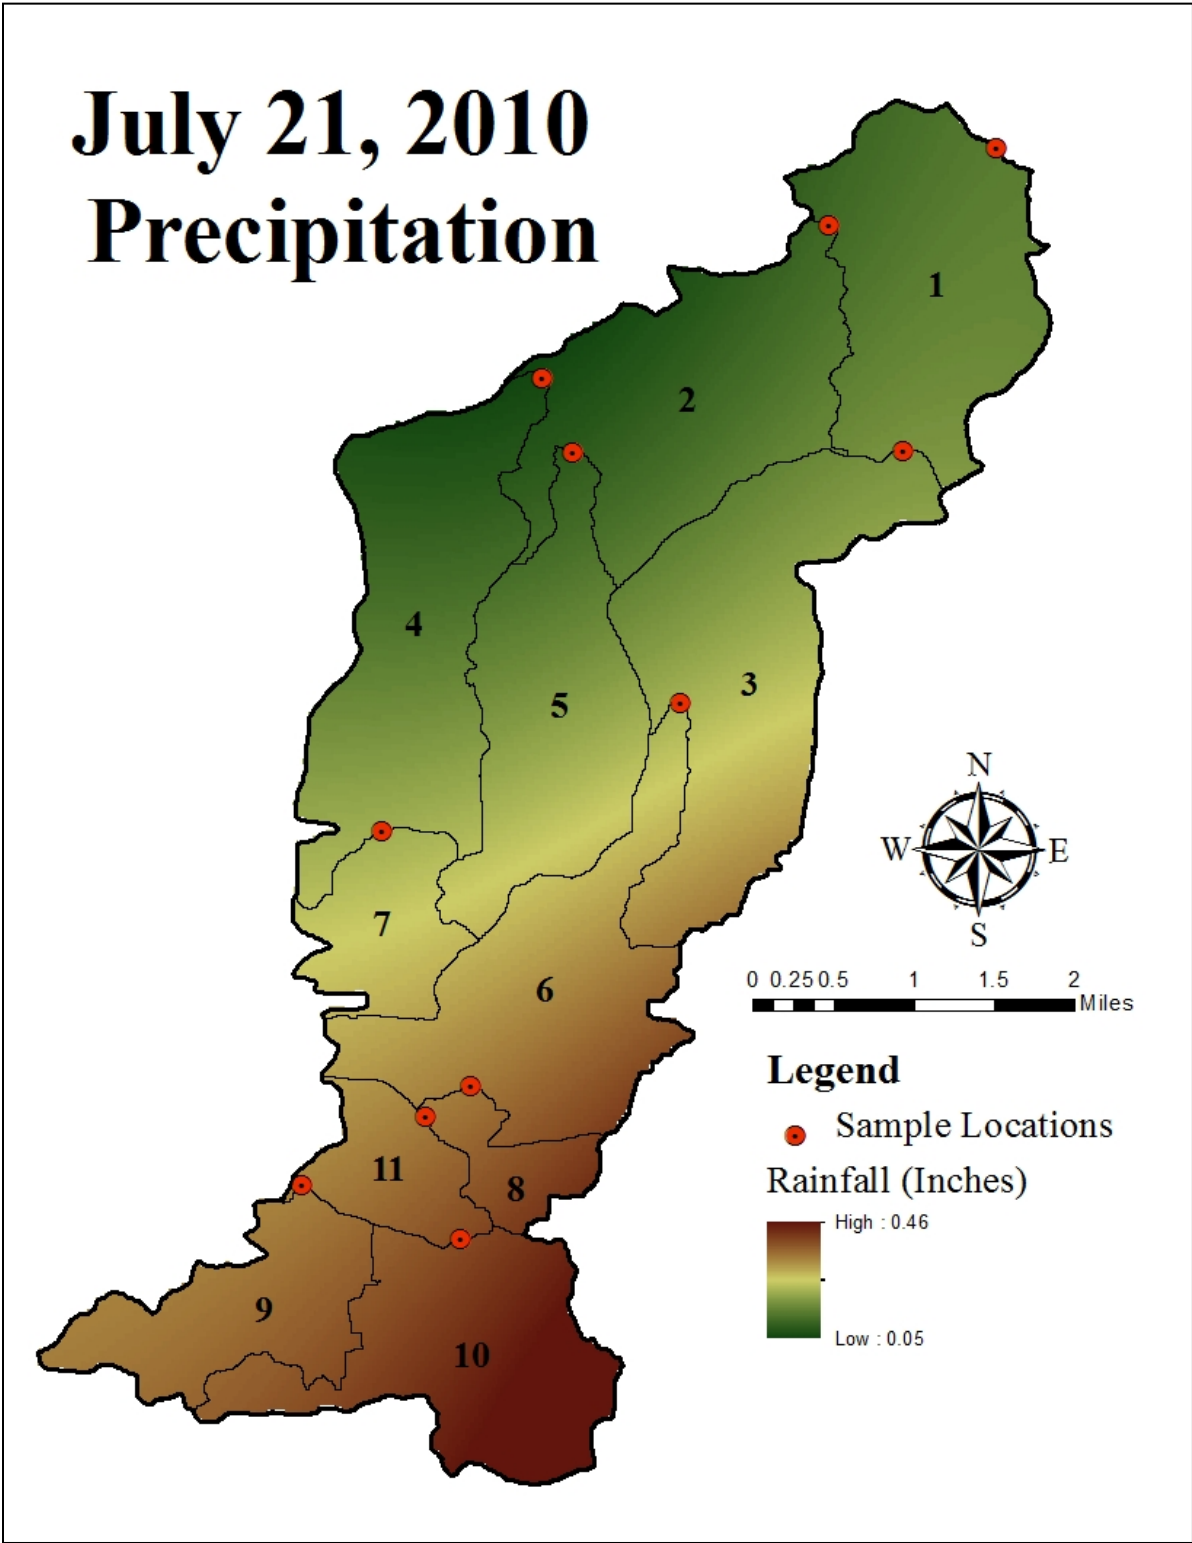 July 21, 2010
Precipitation
1
2
4
5
3
7
6
11
8
9
10
N
W
E
S
0 0.25 0.5 1 1.5 2
Miles
Legend
Sample Locations
Rainfall (Inches)
High : 0.46
Low : 0.05